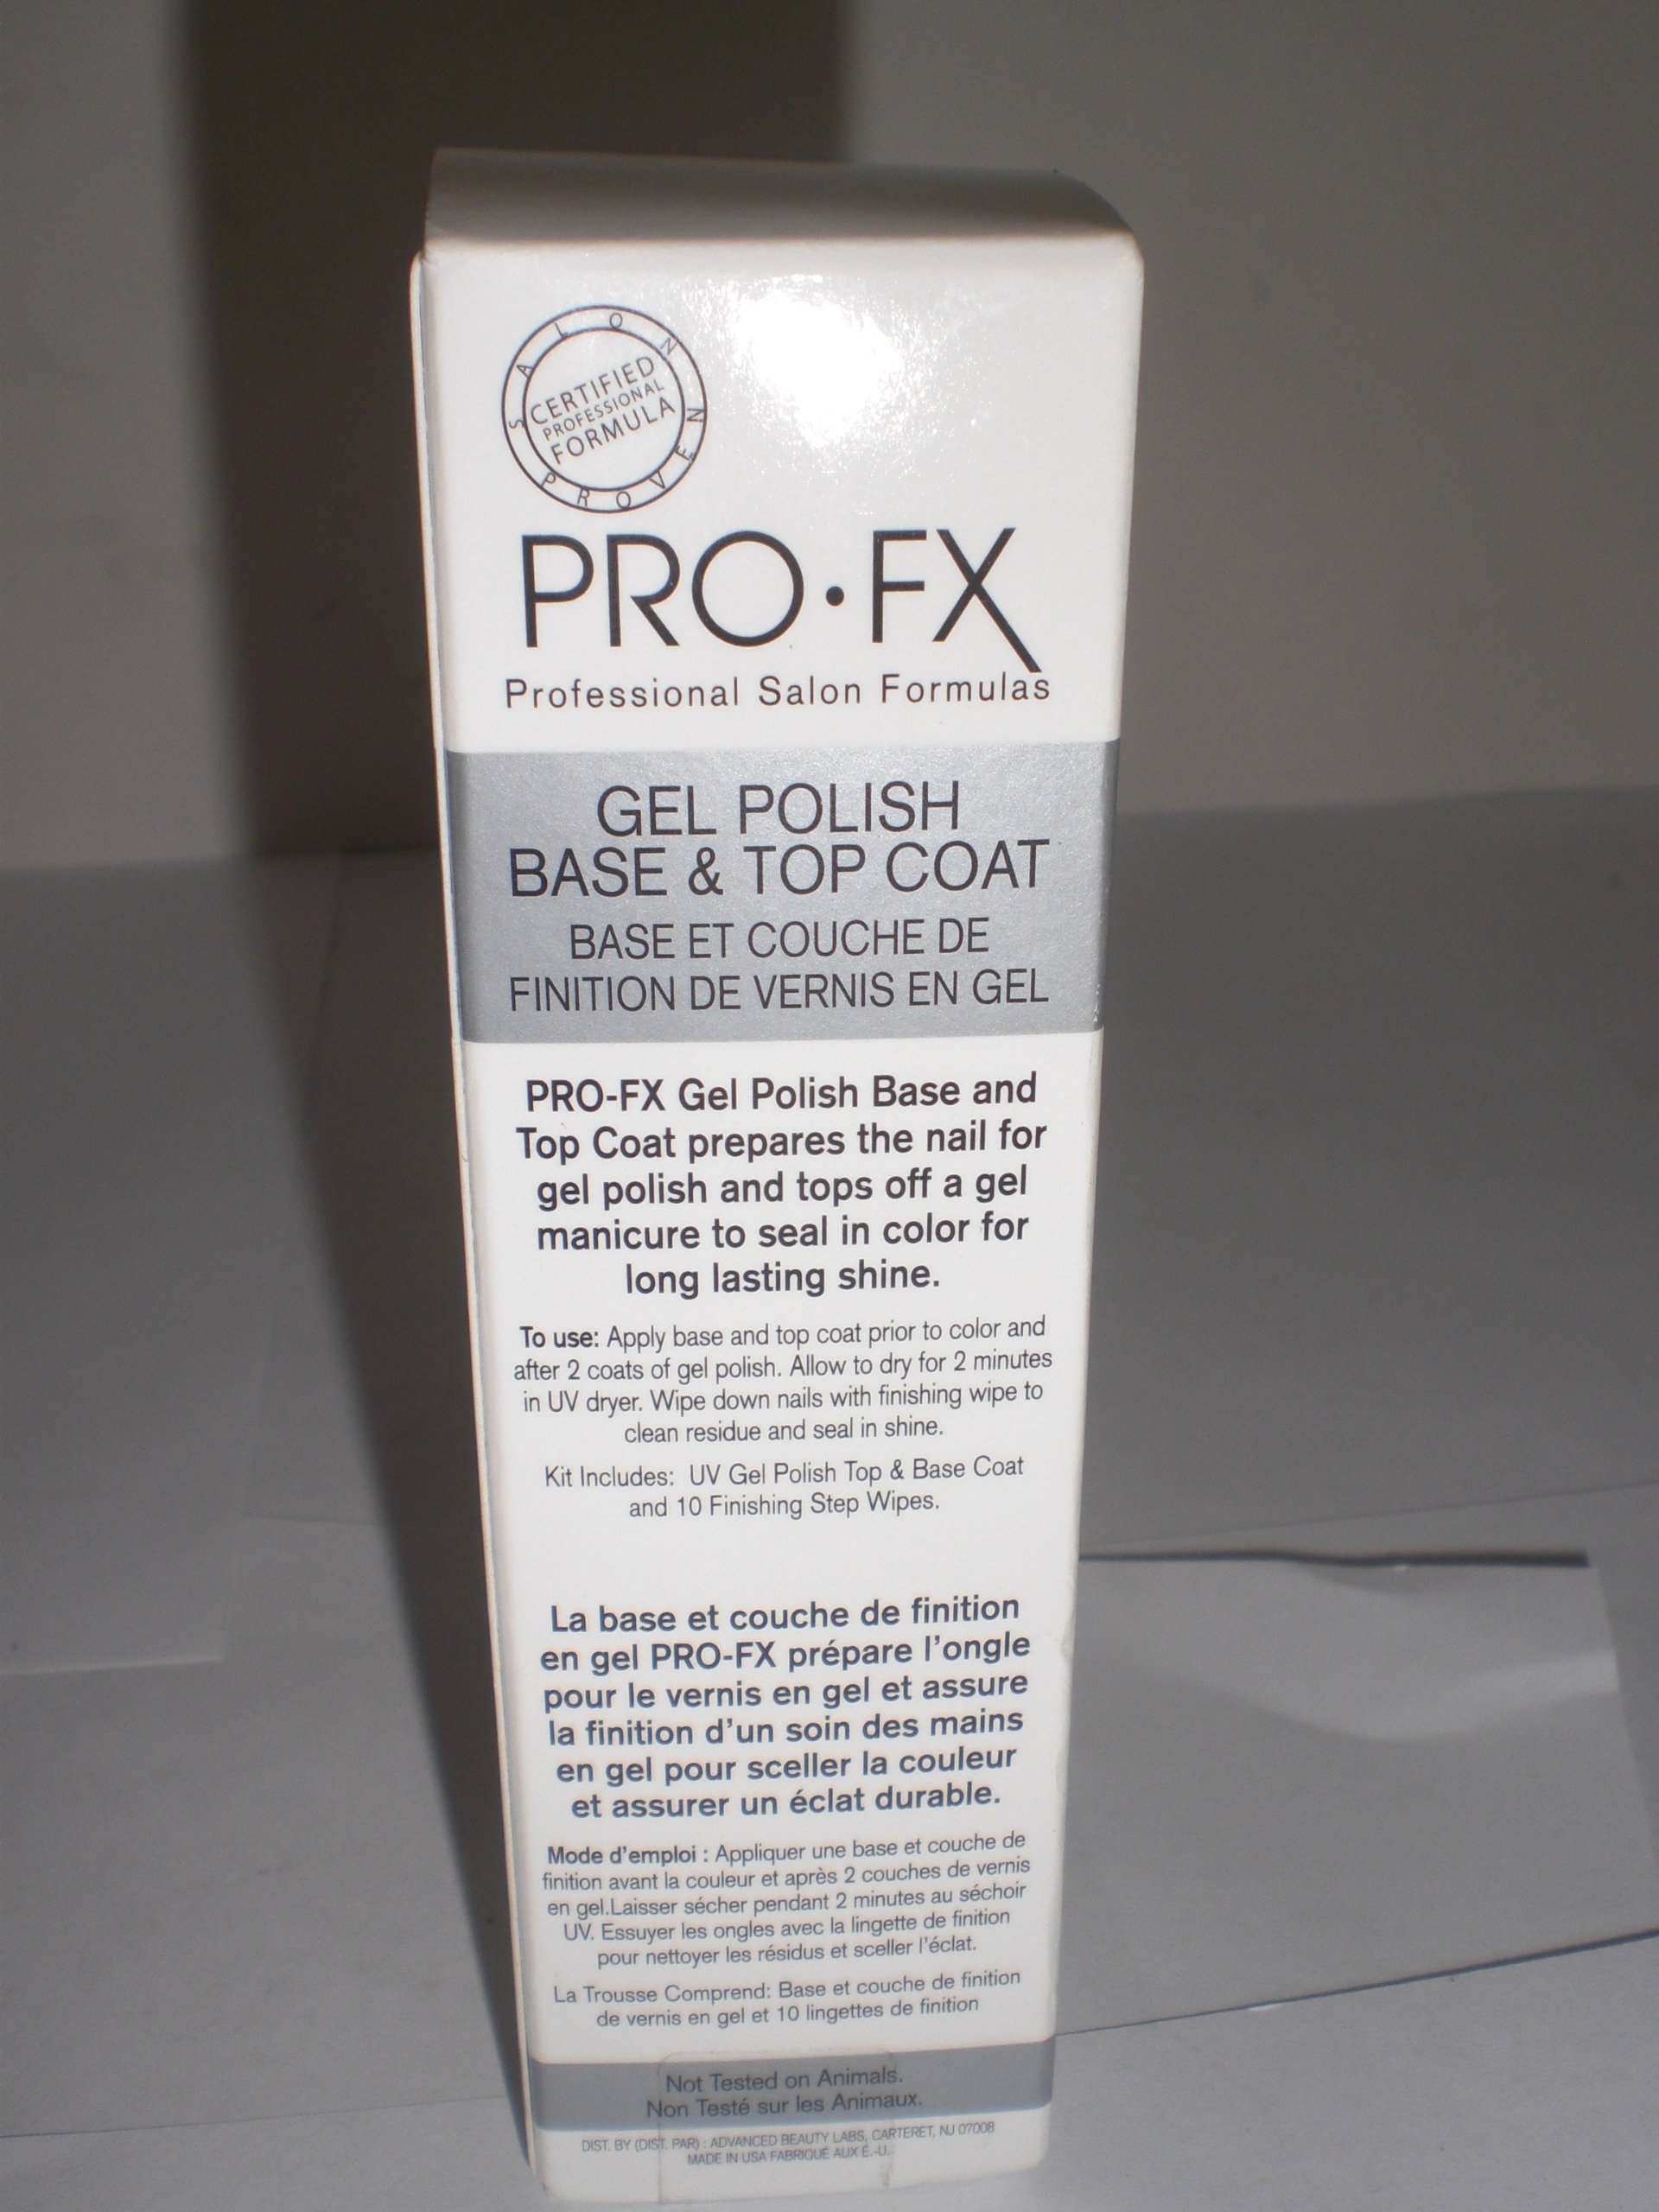 SALON PROVEN
CERTIFIED
PROFESSIONAL
FORMULA
PRO•FX
Professional Salon Formulas
GEL POLISH
BASE & TOP COAT
BASE ET COUCHE DE
FINITION DE VERNIS EN GEL
PRO-FX Gel Polish Base and
Top Coat prepares the nail for
gel polish and tops off a gel
manicure to seal in color for
long lasting shine.
To use: Apply base and top coat prior to color and
after 2 coats of gel polish. Allow to dry for 2 minutes
in UV dryer. Wipe down nails with finishing wipe to
clean residue and seal in shine.
Kit Includes: UV Gel Polish Top & Base Coat
and 10 Finishing Step Wipes.
La base et couche de finition
en gel PRO-FX prépare l'ongle
pour le vernis en gel et assure
la finition d'un soin des mains
en gel pour sceller la couleur
et assurer un éclat durable.
Mode d'emploi : Appliquer une base et couche de
finition avant la couleur et après 2 couches de vernis
en gel.Laisser sécher pendant 2 minutes au séchoir
UV. Essuyer les ongles avec la lingette de finition
pour nettoyer les résidus et sceller l'éclat.
La Trousse Comprend: Base et couche de finition
de vernis en gel et 10 lingettes de finition
Not Tested on Animals.
Non Testé sur les Animaux.
DIST. BY (DIST. PAR) : ADVANCED BEAUTY LABS, CARTERET, NJ 07008
MADE IN USA FABRIQUÉ AUX É.-U.